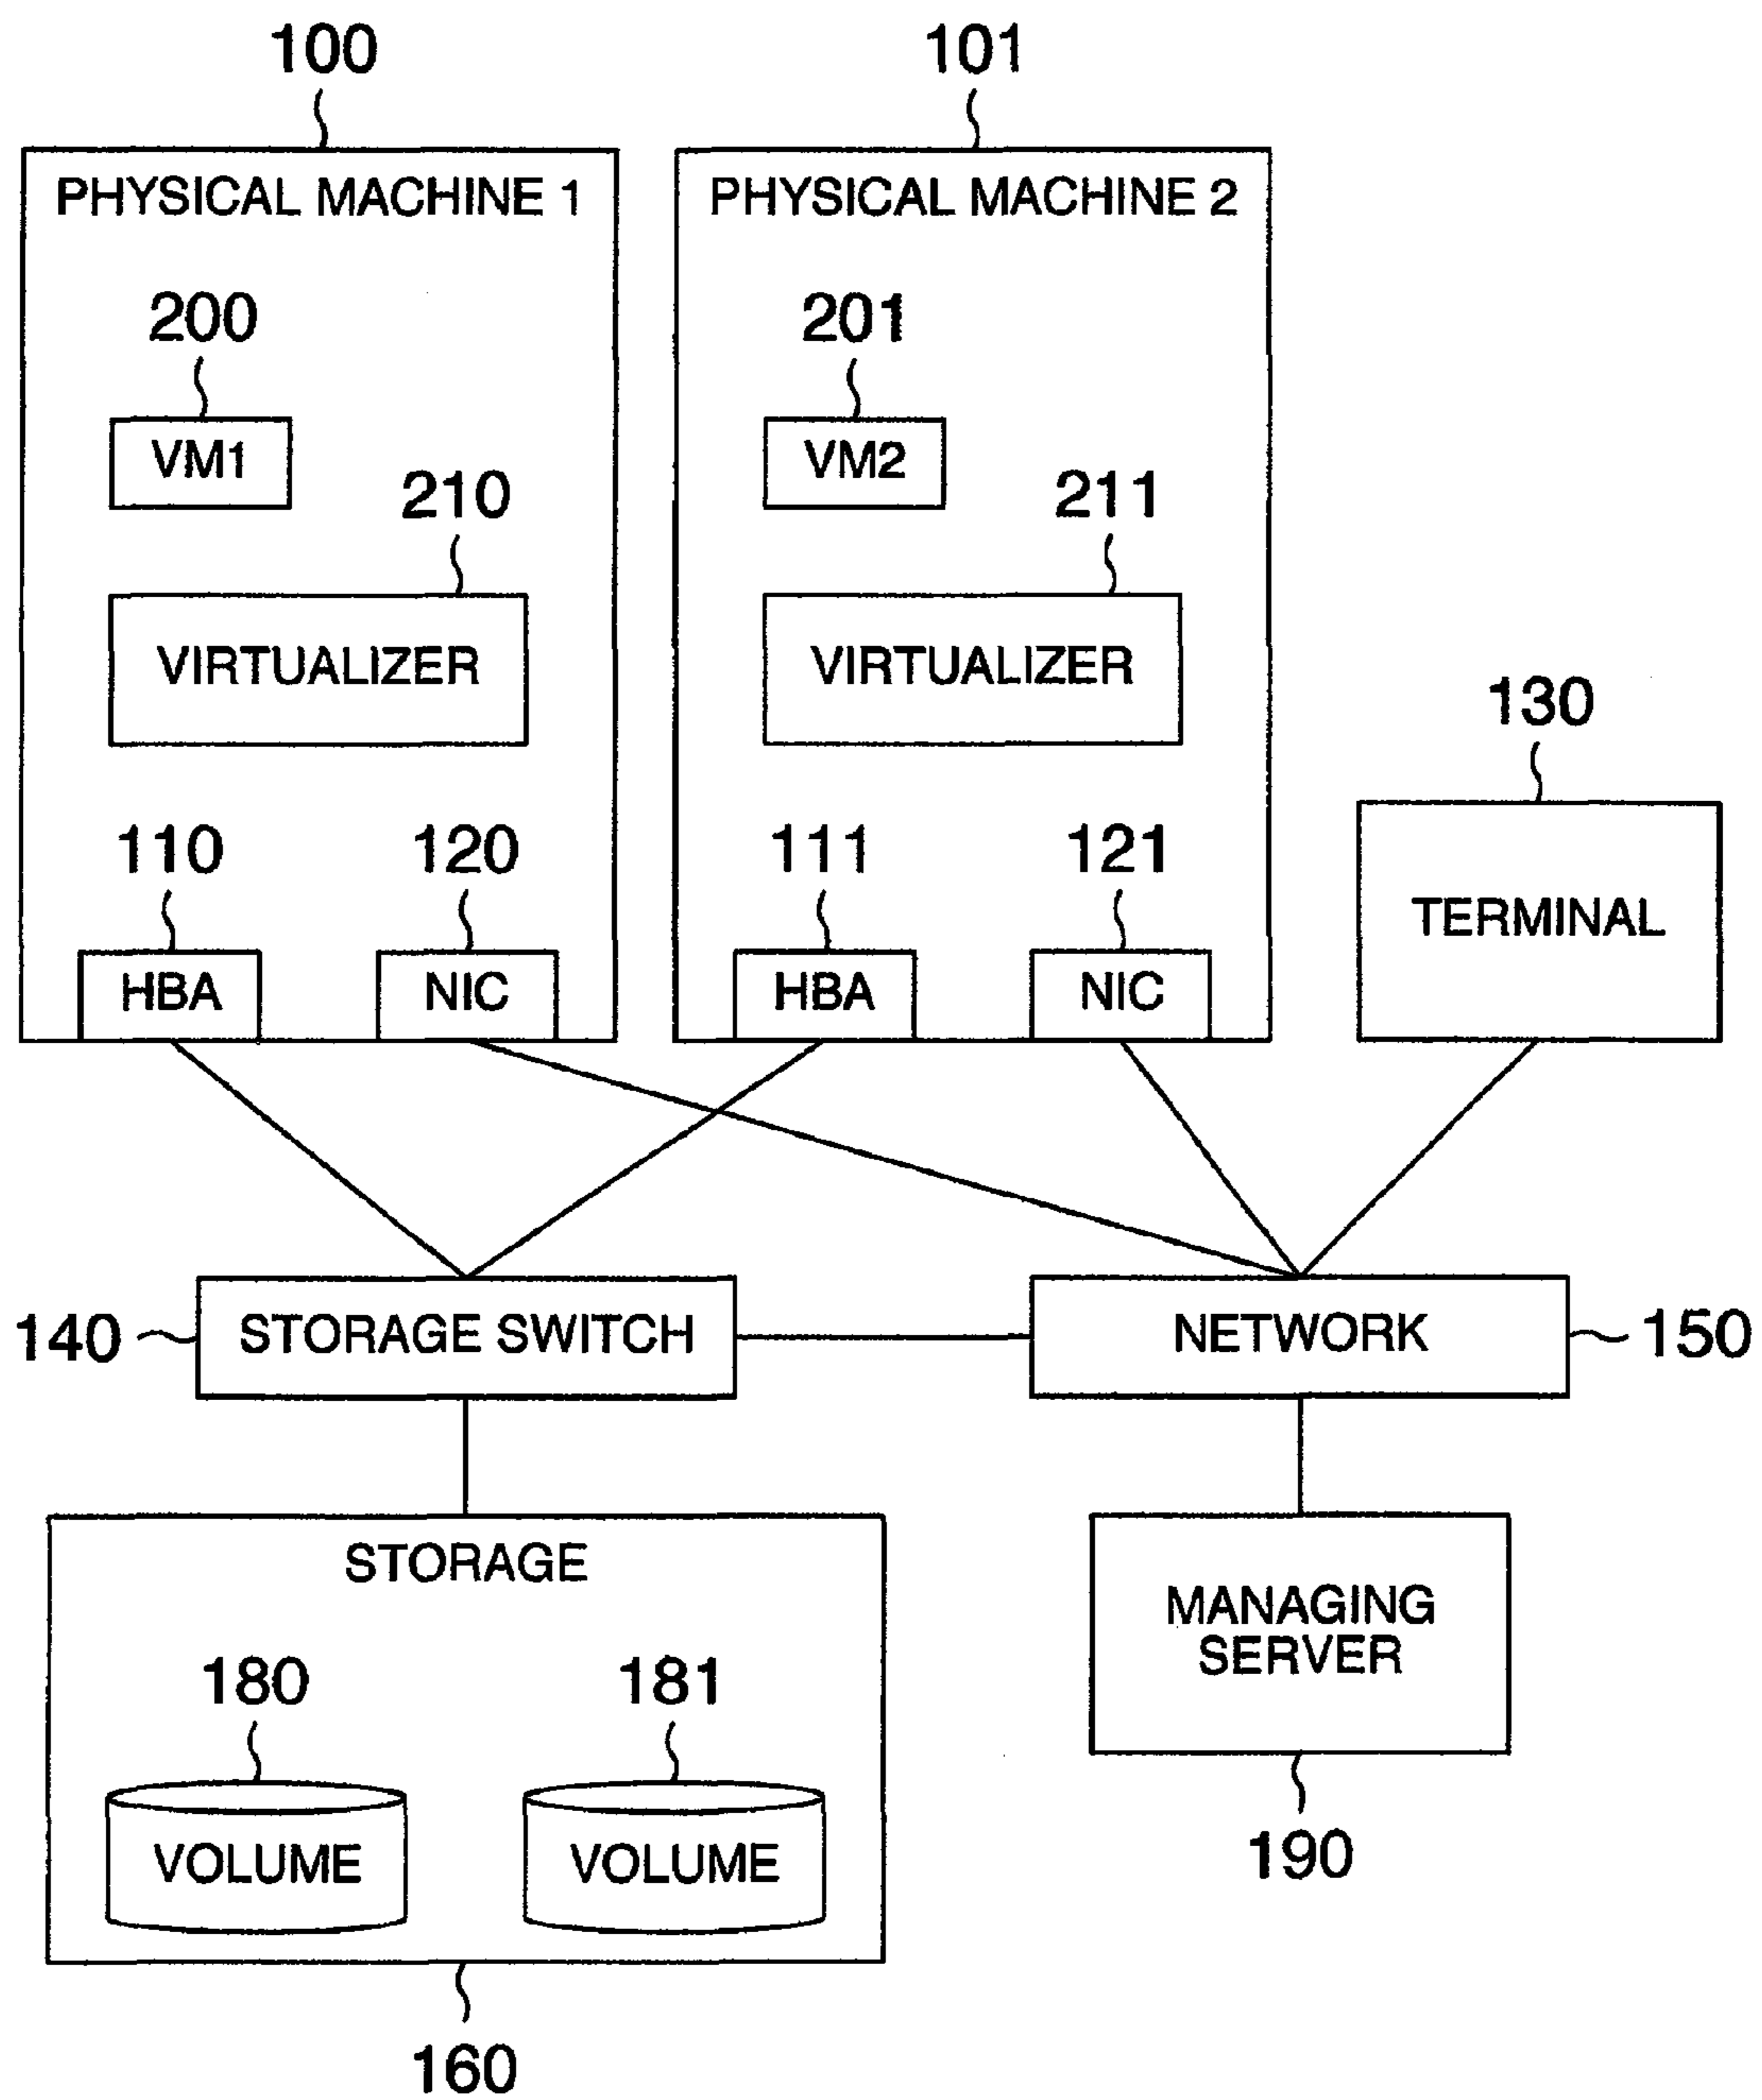 100
101
PHYSICAL MACHINE 1
PHYSICAL MACHINE 2
200
201
VM1
VM2
210
211
VIRTUALIZER
VIRTUALIZER
130
110
120
111
121
TERMINAL
HBA
NIC
HBA
NIC
140
STORAGE SWITCH
NETWORK
150
STORAGE
MANAGING
SERVER
180
181
VOLUME
VOLUME
190
160